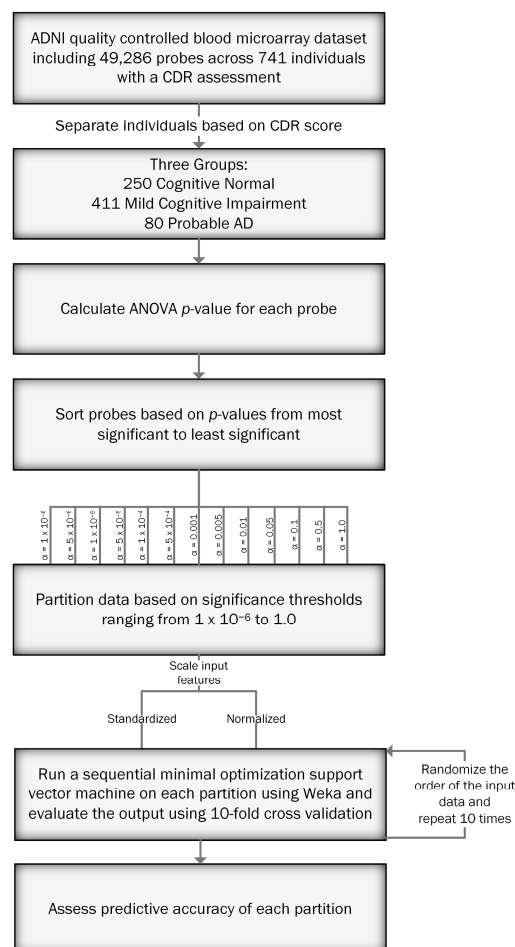 ADNI quality controlled blood microarray dataset
including 49,286 probes across 741 individuals
with a CDR assessment
Separate individuals based on CDR score
Three Groups:
250 Cognitive Normal
411 Mild Cognitive Impairment
80 Probable AD
Calculate ANOVA p-value for each probe
Sort probes based on p-values from most
significant to least significant
α = 1 x 10⁻⁶
α = 5 x 10⁻⁶
α = 1 x 10⁻⁵
α = 5 x 10⁻⁵
α = 1 x 10⁻⁴
α = 5 x 10⁻⁴
α = 0.001
α = 0.005
α = 0.01
α = 0.05
α = 0.1
α = 0.5
α = 1.0
Partition data based on significance thresholds
ranging from 1 x 10⁻⁶ to 1.0
Scale input
features
Standardized
Normalized
Run a sequential minimal optimization support
vector machine on each partition using Weka and
evaluate the output using 10-fold cross validation
Randomize the
order of the input
data and
repeat 10 times
Assess predictive accuracy of each partition